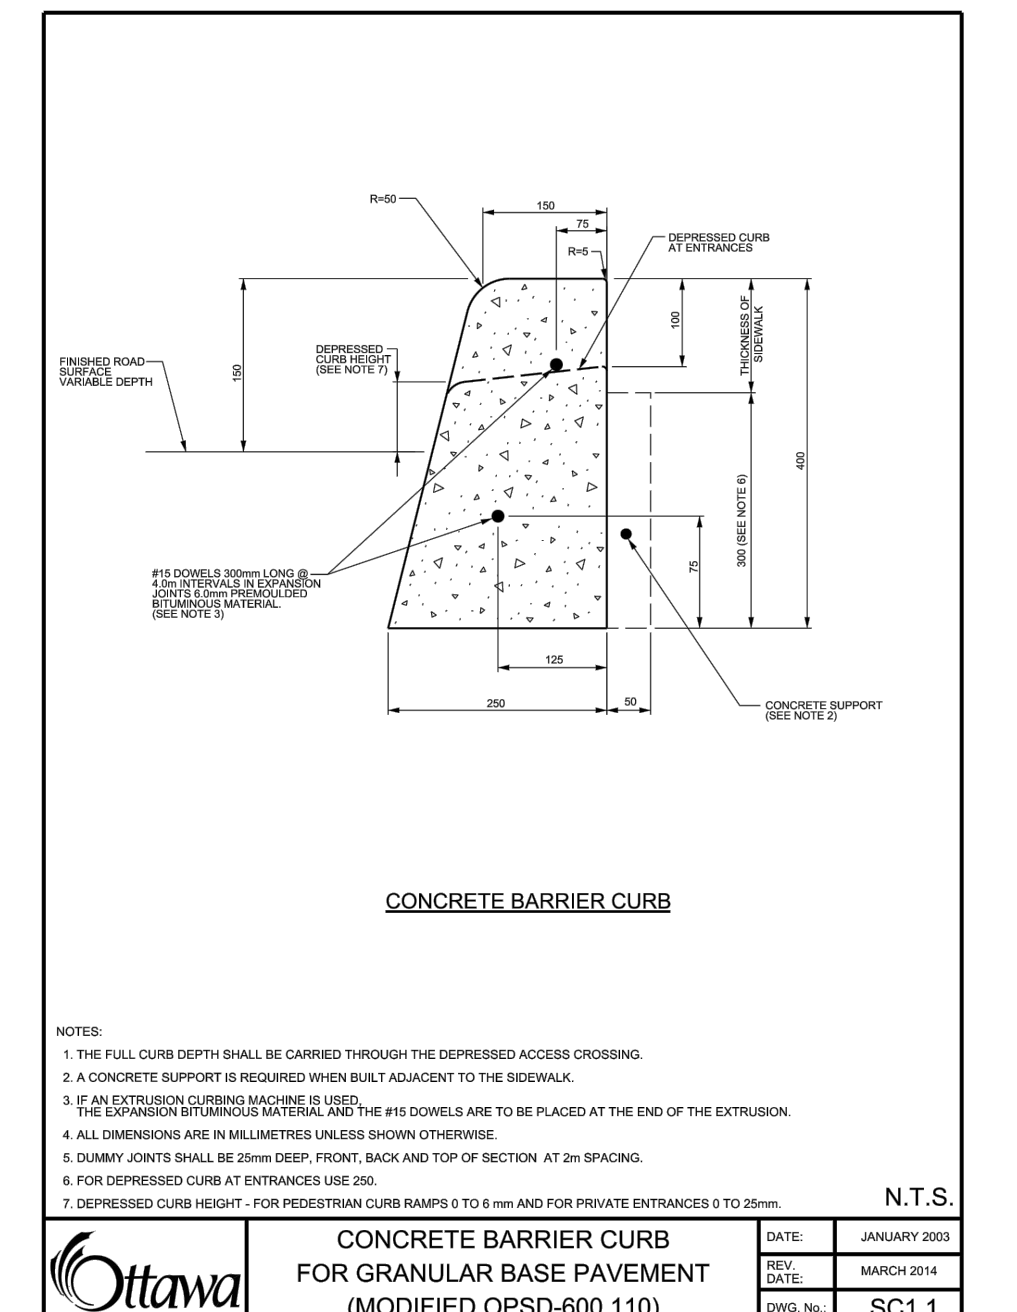 R=50
150
75
R=5
DEPRESSED CURB
AT ENTRANCES
100
THICKNESS OF
SIDEWALK
FINISHED ROAD
SURFACE
VARIABLE DEPTH
150
DEPRESSED
CURB HEIGHT
(SEE NOTE 7)
400
300 (SEE NOTE 6)
75
#15 DOWELS 300mm LONG @
4.0m INTERVALS IN EXPANSION
JOINTS 6.0mm PREMOULDED
BITUMINOUS MATERIAL.
(SEE NOTE 3)
125
250
50
CONCRETE SUPPORT
(SEE NOTE 2)
CONCRETE BARRIER CURB
NOTES:
1. THE FULL CURB DEPTH SHALL BE CARRIED THROUGH THE DEPRESSED ACCESS CROSSING.
2. A CONCRETE SUPPORT IS REQUIRED WHEN BUILT ADJACENT TO THE SIDEWALK.
3. IF AN EXTRUSION CURBING MACHINE IS USED,
THE EXPANSION BITUMINOUS MATERIAL AND THE #15 DOWELS ARE TO BE PLACED AT THE END OF THE EXTRUSION.
4. ALL DIMENSIONS ARE IN MILLIMETRES UNLESS SHOWN OTHERWISE.
5. DUMMY JOINTS SHALL BE 25mm DEEP, FRONT, BACK AND TOP OF SECTION AT 2m SPACING.
6. FOR DEPRESSED CURB AT ENTRANCES USE 250.
7. DEPRESSED CURB HEIGHT - FOR PEDESTRIAN CURB RAMPS 0 TO 6 mm AND FOR PRIVATE ENTRANCES 0 TO 25mm.
N.T.S.
Ottawa
CONCRETE BARRIER CURB
FOR GRANULAR BASE PAVEMENT
(MODIFIED OPSD-600.110)
DATE:
JANUARY 2003
REV.
DATE:
MARCH 2014
DWG. No.:
SC1.1